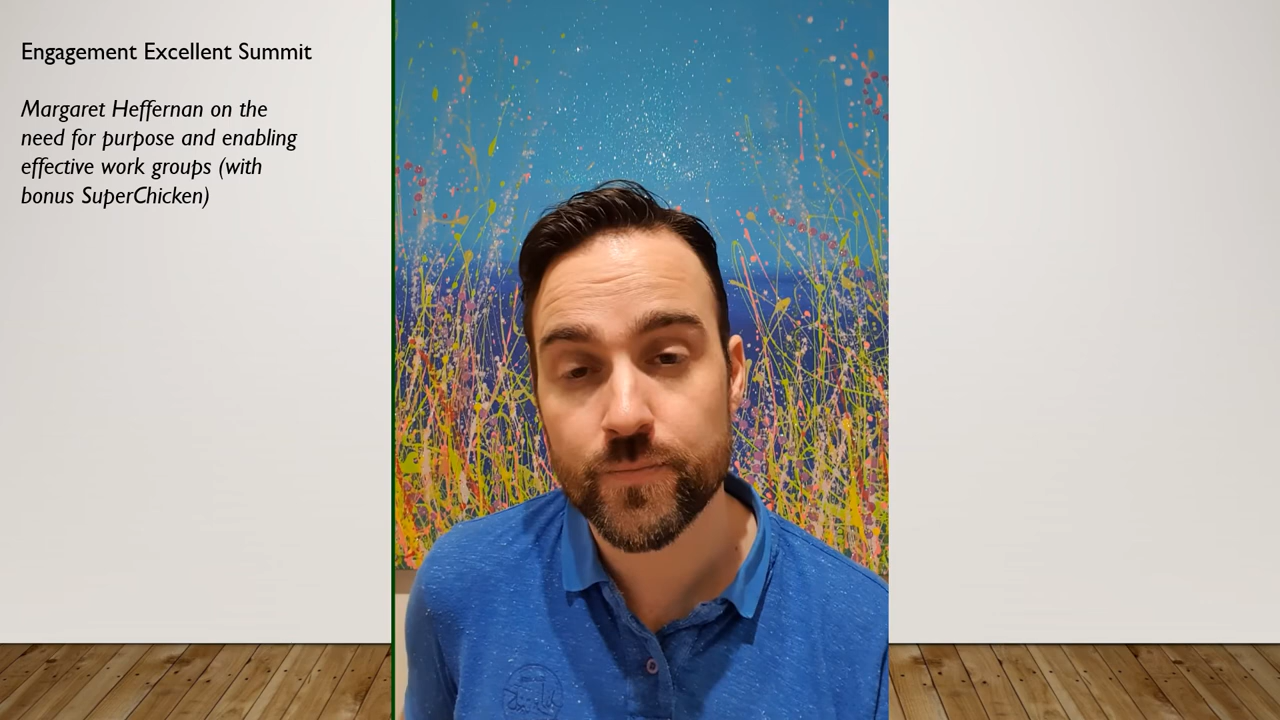 Engagement Excellent Summit
Margaret Heffernan on the
need for purpose and enabling
effective work groups (with
bonus SuperChicken)